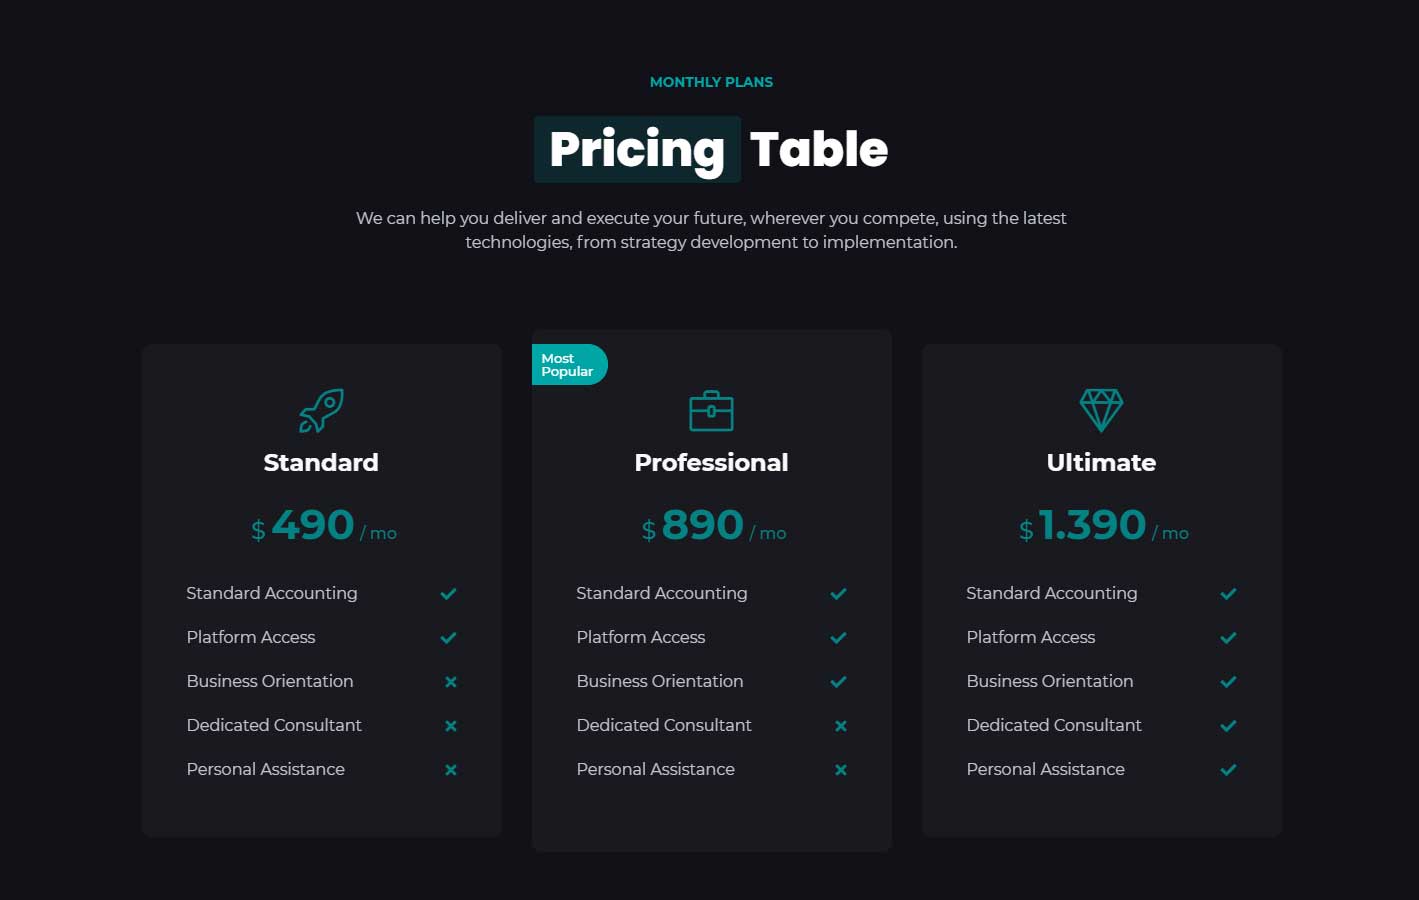 MONTHLY PLANS
Pricing Table
We can help you deliver and execute your future, wherever you compete, using the latest
technologies, from strategy development to implementation.
Standard
$ 490 / mo
Standard Accounting
Platform Access
Business Orientation
Dedicated Consultant
Personal Assistance
Most
Popular
Professional
$ 890 / mo
Standard Accounting
Platform Access
Business Orientation
Dedicated Consultant
Personal Assistance
Ultimate
$ 1.390 / mo
Standard Accounting
Platform Access
Business Orientation
Dedicated Consultant
Personal Assistance